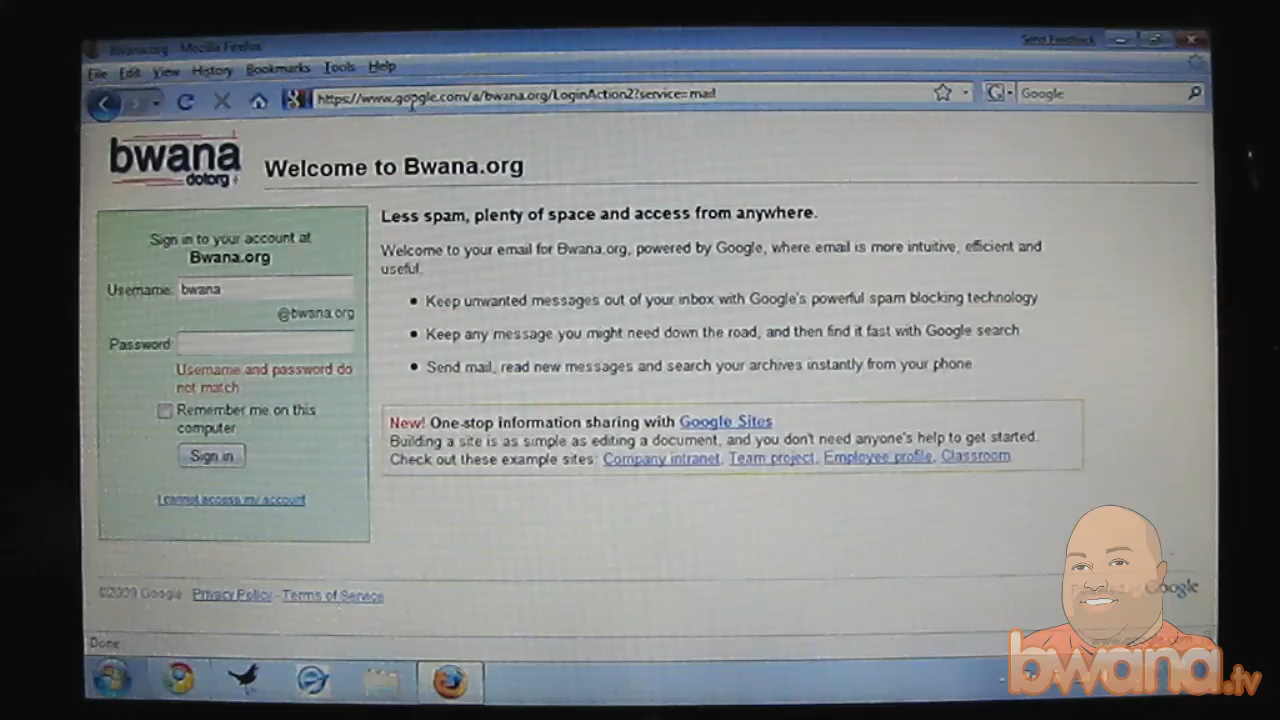 Bwana.org - Mozilla Firefox
Send Feedback
File Edit View History Bookmarks Tools Help
https://www.google.com/a/bwana.org/LoginAction2?service=mail
Google
bwana
dotorg
Welcome to Bwana.org
Sign in to your account at
Bwana.org
Username: bwana
@bwana.org
Password:
Username and password do
not match
Remember me on this
computer.
Sign in
I cannot access my account
Less spam, plenty of space and access from anywhere.
Welcome to your email for Bwana.org, powered by Google, where email is more intuitive, efficient and
useful.
Keep unwanted messages out of your inbox with Google's powerful spam blocking technology
Keep any message you might need down the road, and then find it fast with Google search
Send mail, read new messages and search your archives instantly from your phone
New! One-stop information sharing with Google Sites
Building a site is as simple as editing a document, and you don't need anyone's help to get started.
Check out these example sites: Company intranet, Team project, Employee profile, Classroom
©2009 Google Privacy Policy - Terms of Service
Google
Done
www.google.com
bwana.tv